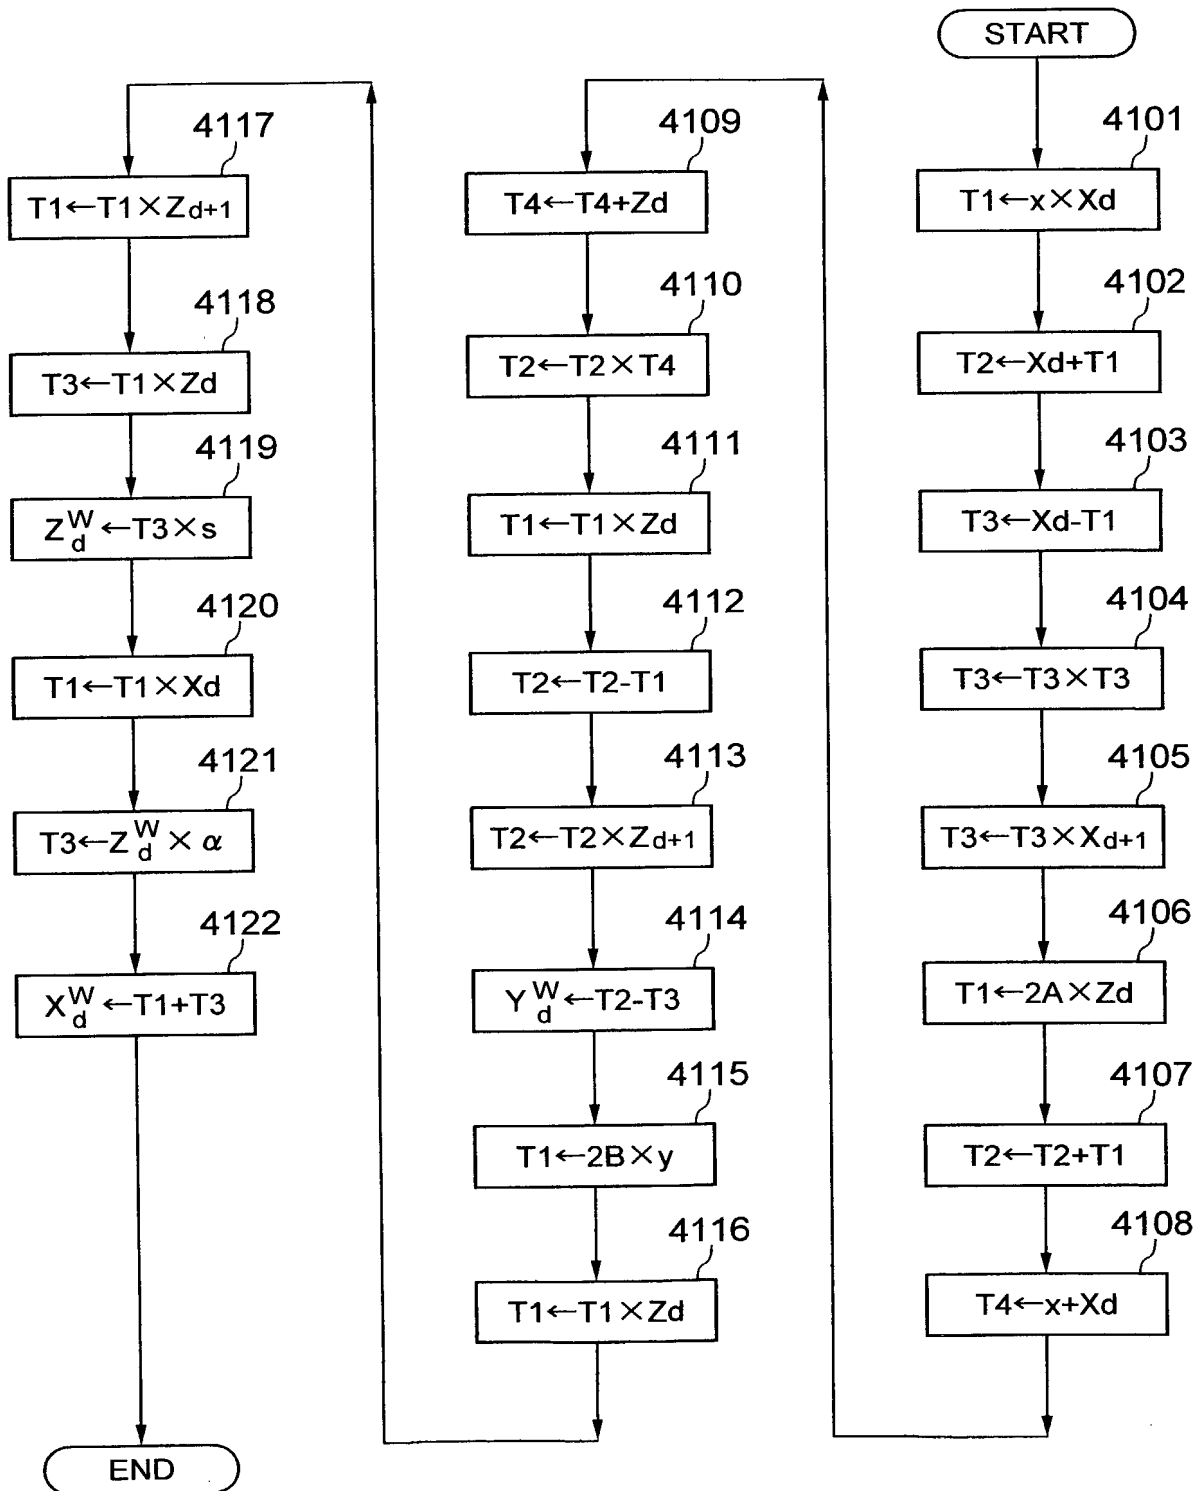 START
4101
T1←x×Xd
4102
T2←Xd+T1
4103
T3←Xd-T1
4104
T3←T3×T3
4105
T3←T3×Xd+1
4106
T1←2A×Zd
4107
T2←T2+T1
4108
T4←x+Xd
4109
T4←T4+Zd
4110
T2←T2×T4
4111
T1←T1×Zd
4112
T2←T2-T1
4113
T2←T2×Zd+1
4114
Y^W_d←T2-T3
4115
T1←2B×y
4116
T1←T1×Zd
4117
T1←T1×Zd+1
4118
T3←T1×Zd
4119
Z^W_d←T3×s
4120
T1←T1×Xd
4121
T3←Z^W_d×α
4122
X^W_d←T1+T3
END